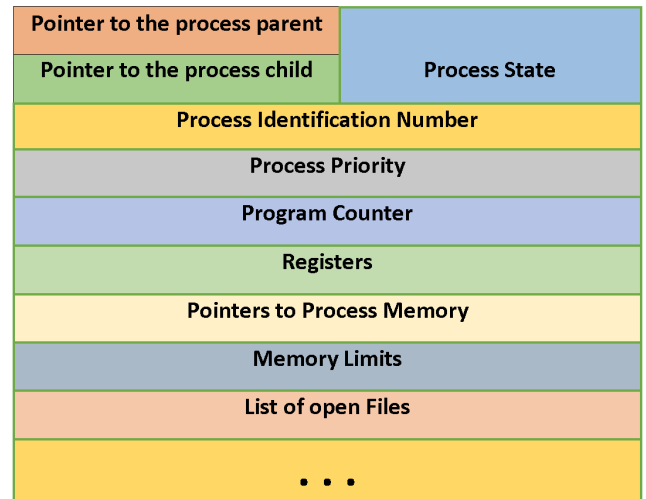 Pointer to the process parent
Pointer to the process child
Process State
Process Identification Number
Process Priority
Program Counter
Registers
Pointers to Process Memory
Memory Limits
List of open Files
. . .